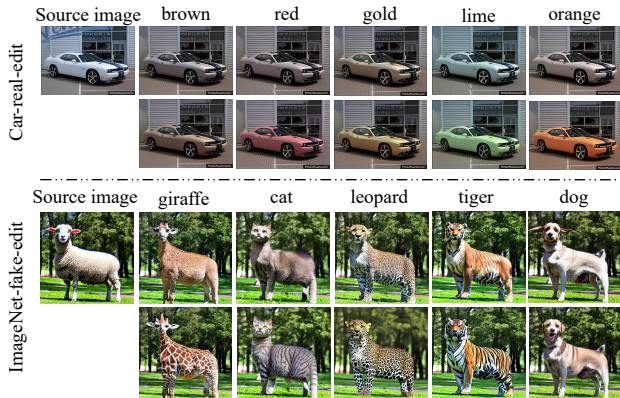 Source image brown red gold lime orange
Car-real-edit
Source image giraffe cat leopard tiger dog
ImageNet-fake-edit